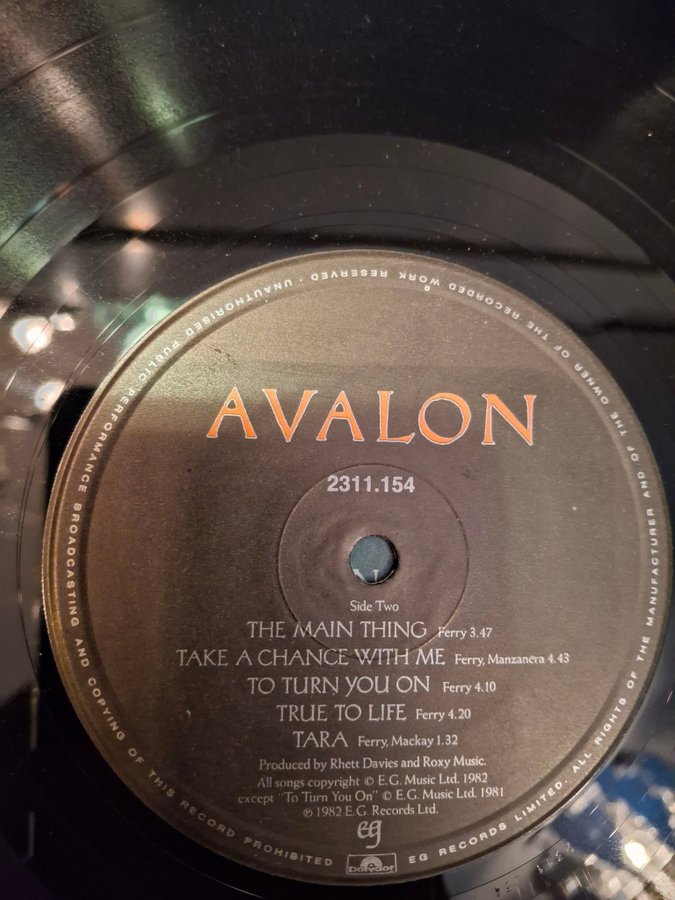 AVALON
2311.154
N
Side Two
THE MAIN THING Ferry 3.47
TAKE A CHANCE WITH ME Ferry, Manzanera 4.43
TO TURN YOU ON Ferry 4.10
TRUE TO LIFE Ferry 4.20
TARA Ferry, Mackay 1.32
Produced by Rhett Davies and Roxy Music.
All songs copyright © E.G. Music Ltd. 1982
except "To Turn You On" © E.G. Music Ltd. 1981
℗ 1982 E.G. Records Ltd.
eg
polydor
EG RECORDS LIMITED. ALL RIGHTS OF THE MANUFACTURER AND OF THE OWNER OF THE RECORDED WORK RESERVED · UNAUTHORISED PUBLIC PERFORMANCE BROADCASTING AND COPYING OF THIS RECORD PROHIBITED